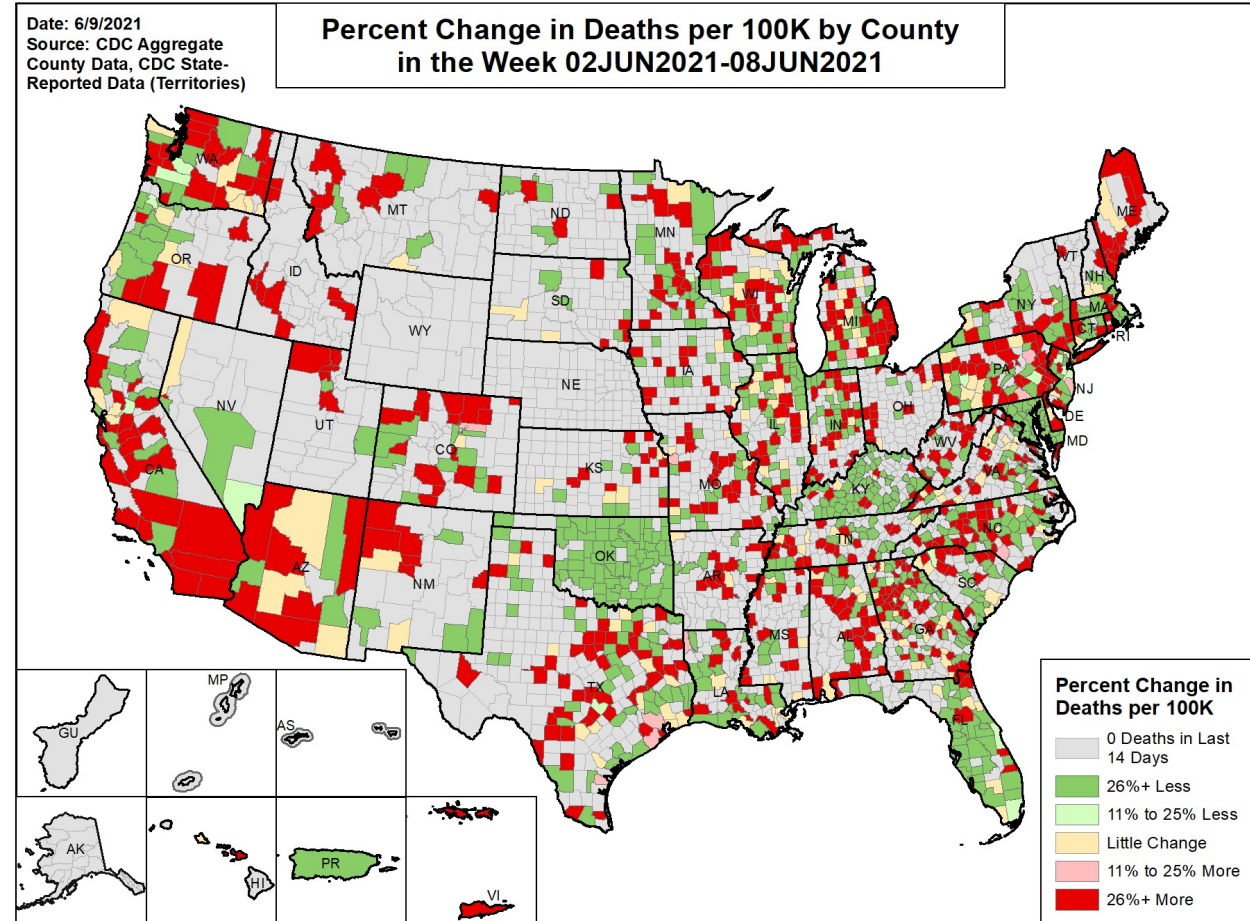 Date: 6/9/2021
Source: CDC Aggregate
County Data, CDC State-
Reported Data (Territories)
Percent Change in Deaths per 100K by County
in the Week 02JUN2021-08JUN2021
WA
MT
ND
MN
OR
ID
SD
WI
MI
WY
NE
IA
NV
UT
CO
KS
MO
IL
IN
OH
CA
AZ
NM
OK
AR
TN
KY
WV
VA
NC
SC
TX
LA
MS
AL
GA
FL
PA
NY
VT
NH
ME
MA
CT
RI
NJ
DE
MD
GU
MP
AS
AK
HI
PR
VI
Percent Change in
Deaths per 100K
0 Deaths in Last
14 Days
26%+ Less
11% to 25% Less
Little Change
11% to 25% More
26%+ More